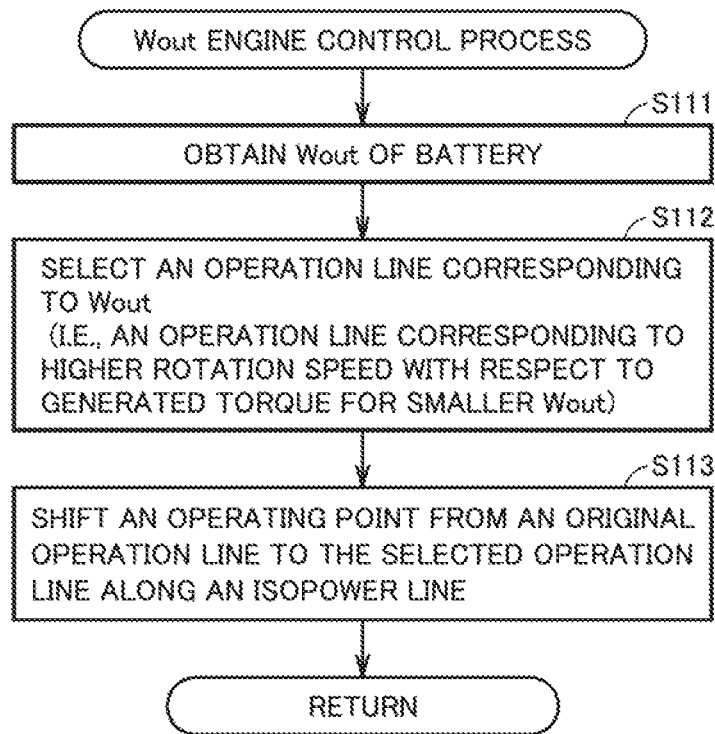 Wout ENGINE CONTROL PROCESS
S111
OBTAIN Wout OF BATTERY
S112
SELECT AN OPERATION LINE CORRESPONDING
TO Wout
(I.E., AN OPERATION LINE CORRESPONDING TO
HIGHER ROTATION SPEED WITH RESPECT TO
GENERATED TORQUE FOR SMALLER Wout)
S113
SHIFT AN OPERATING POINT FROM AN ORIGINAL
OPERATION LINE TO THE SELECTED OPERATION
LINE ALONG AN ISOPOWER LINE
RETURN